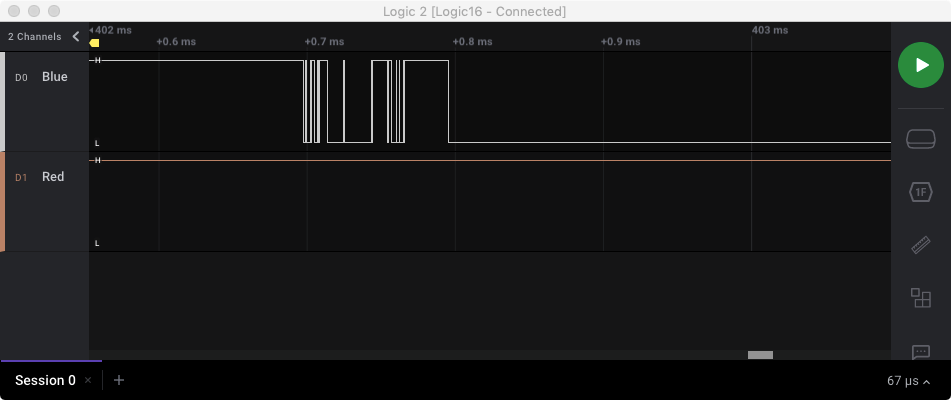 Logic 2 [Logic16 - Connected]
2 Channels
402 ms
+0.6 ms
+0.7 ms
+0.8 ms
+0.9 ms
403 ms
D0 Blue
H
L
D1 Red
H
L
1F
Session 0
67 µs